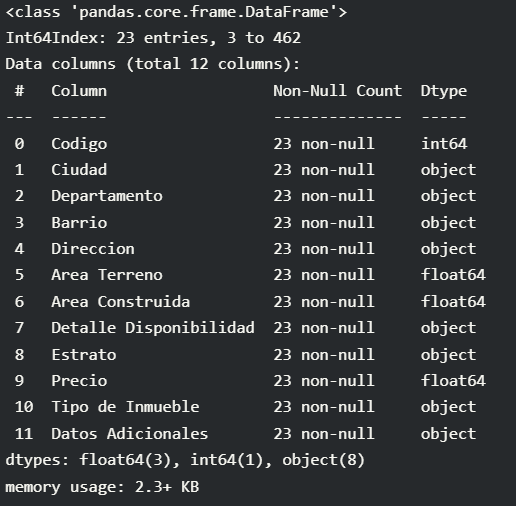 <class 'pandas.core.frame.DataFrame'>
Int64Index: 23 entries, 3 to 462
Data columns (total 12 columns):
 #   Column                  Non-Null Count  Dtype
---  ------                  --------------  -----
 0   Codigo                  23 non-null     int64
 1   Ciudad                  23 non-null     object
 2   Departamento            23 non-null     object
 3   Barrio                  23 non-null     object
 4   Direccion               23 non-null     object
 5   Area Terreno            23 non-null     float64
 6   Area Construida         23 non-null     float64
 7   Detalle Disponibilidad  23 non-null     object
 8   Estrato                 23 non-null     object
 9   Precio                  23 non-null     float64
 10  Tipo de Inmueble        23 non-null     object
 11  Datos Adicionales       23 non-null     object
dtypes: float64(3), int64(1), object(8)
memory usage: 2.3+ KB